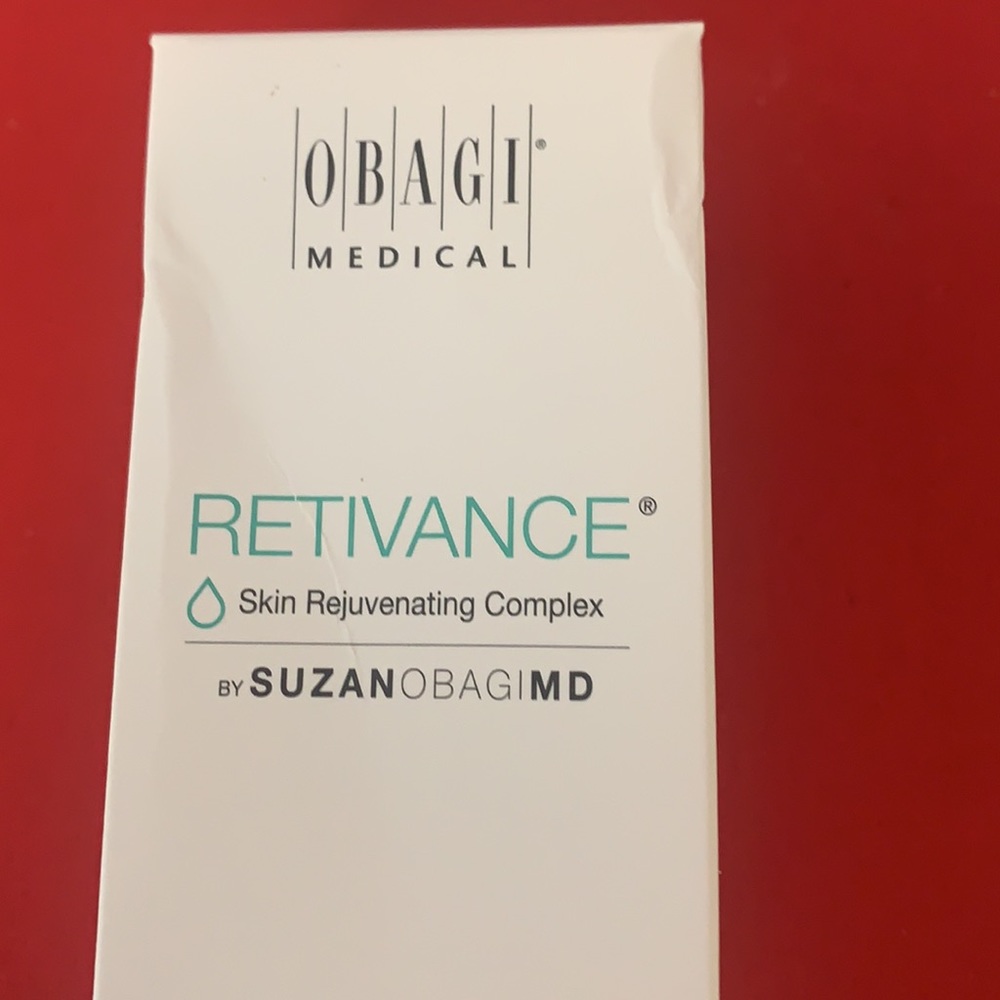 OBAGI®
MEDICAL
RETIVANCE®
Skin Rejuvenating Complex
BY SUZANOBAGIMD